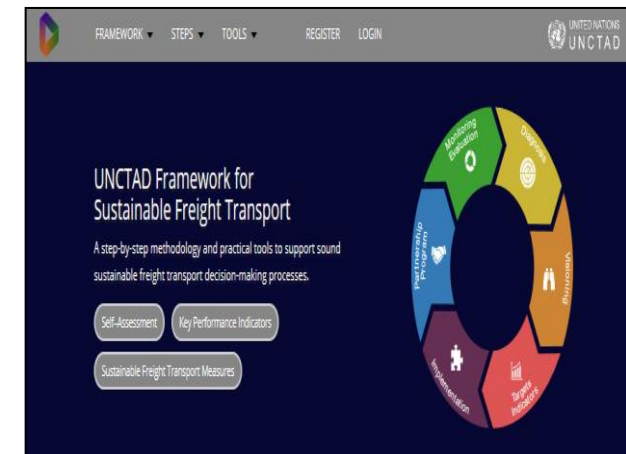 FRAMEWORK STEPS TOOLS REGISTER LOGIN
UNITED NATIONS
UNCTAD
UNCTAD Framework for
Sustainable Freight Transport
A step-by-step methodology and practical tools to support sound
sustainable freight transport decision-making processes.
Self-Assessment
Key Performance Indicators
Sustainable Freight Transport Measures
Monitoring
Evaluation
Diagnosis
Visioning
Targets
Indicators
Implementation
Partnership
Program